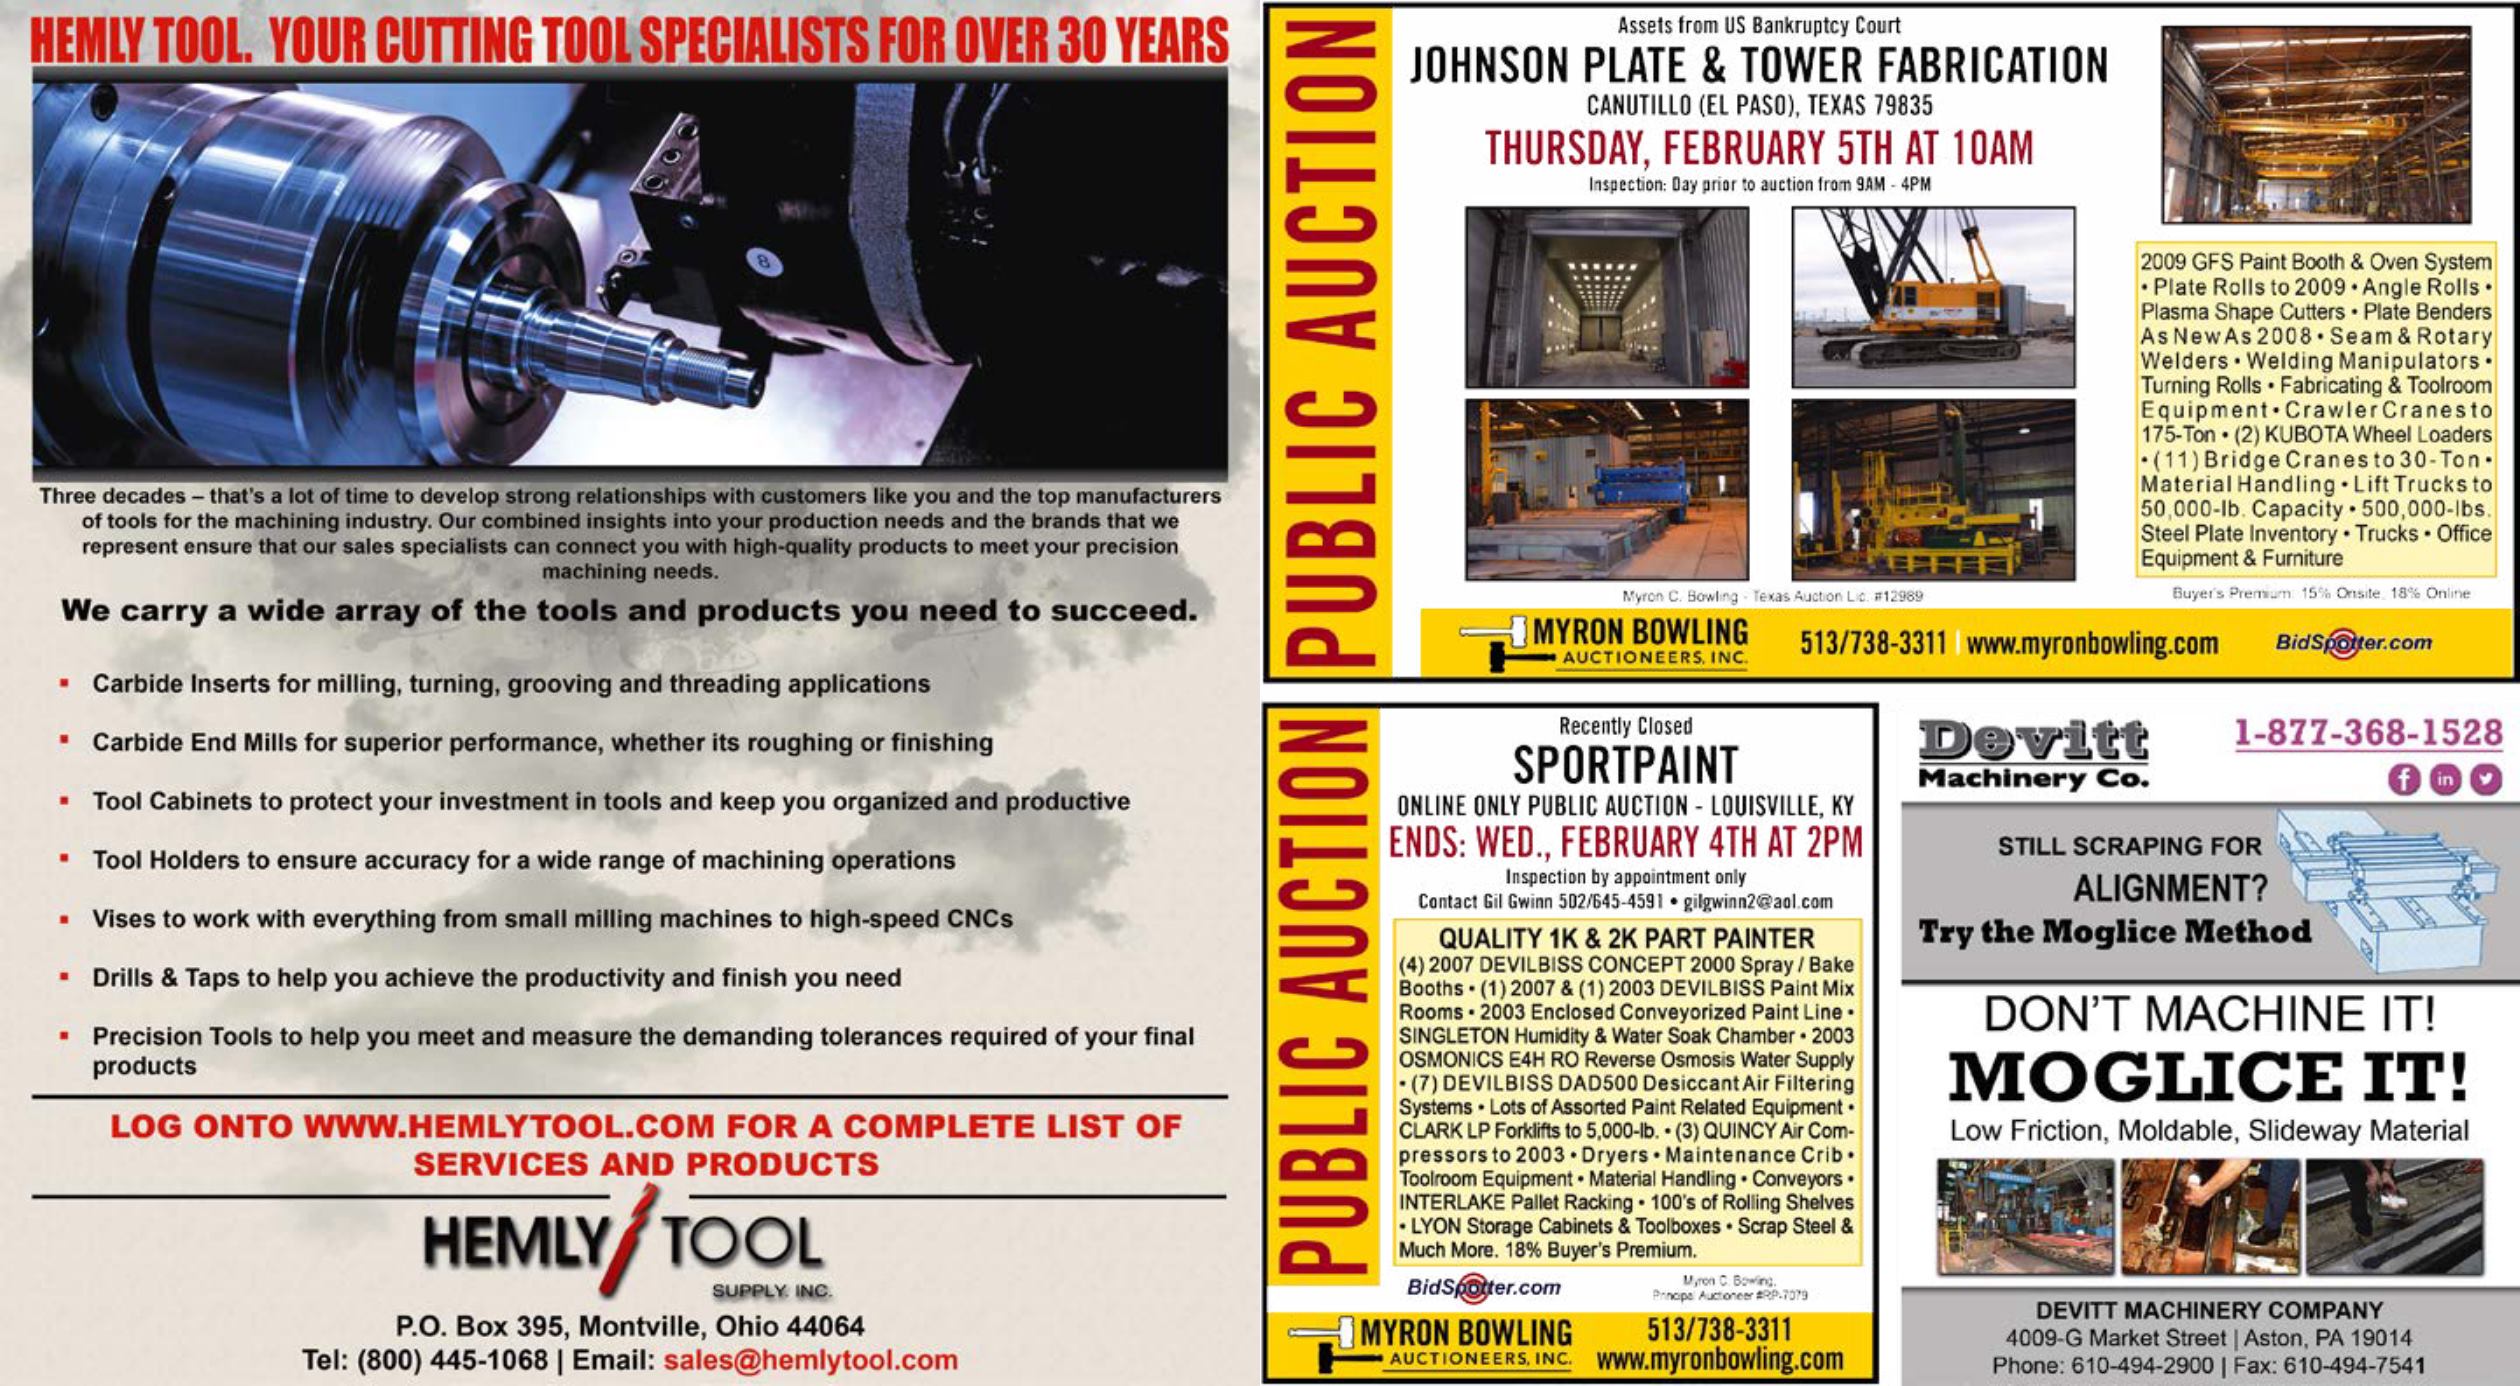 HEMLY TOOL. YOUR CUTTING TOOL SPECIALISTS FOR OVER 30 YEARS
8
Three decades – that's a lot of time to develop strong relationships with customers like you and the top manufacturers
of tools for the machining industry. Our combined insights into your production needs and the brands that we
represent ensure that our sales specialists can connect you with high-quality products to meet your precision
machining needs.
We carry a wide array of the tools and products you need to succeed.
▪ Carbide Inserts for milling, turning, grooving and threading applications
▪ Carbide End Mills for superior performance, whether its roughing or finishing
▪ Tool Cabinets to protect your investment in tools and keep you organized and productive
▪ Tool Holders to ensure accuracy for a wide range of machining operations
▪ Vises to work with everything from small milling machines to high-speed CNCs
▪ Drills & Taps to help you achieve the productivity and finish you need
▪ Precision Tools to help you meet and measure the demanding tolerances required of your final
products
LOG ONTO WWW.HEMLYTOOL.COM FOR A COMPLETE LIST OF
SERVICES AND PRODUCTS
HEMLY TOOL
SUPPLY, INC.
P.O. Box 395, Montville, Ohio 44064
Tel: (800) 445-1068 | Email: sales@hemlytool.com
PUBLIC AUCTION
Assets from US Bankruptcy Court
JOHNSON PLATE & TOWER FABRICATION
CANUTILLO (EL PASO), TEXAS 79835
THURSDAY, FEBRUARY 5TH AT 10AM
Inspection: Day prior to auction from 9AM - 4PM
2009 GFS Paint Booth & Oven System
• Plate Rolls to 2009 • Angle Rolls •
Plasma Shape Cutters • Plate Benders
As New As 2008 • Seam & Rotary
Welders • Welding Manipulators •
Turning Rolls • Fabricating & Toolroom
Equipment • Crawler Cranes to
175-Ton • (2) KUBOTA Wheel Loaders
• (11) Bridge Cranes to 30-Ton •
Material Handling • Lift Trucks to
50,000-lb. Capacity • 500,000-lbs.
Steel Plate Inventory • Trucks • Office
Equipment & Furniture
Myron C. Bowling - Texas Auction Lic. #12989
Buyer's Premium: 15% Onsite, 18% Online
MYRON BOWLING
AUCTIONEERS, INC.
513/738-3311 | www.myronbowling.com
BidSpotter.com
PUBLIC AUCTION
Recently Closed
SPORTPAINT
ONLINE ONLY PUBLIC AUCTION - LOUISVILLE, KY
ENDS: WED., FEBRUARY 4TH AT 2PM
Inspection by appointment only
Contact Gil Gwinn 502/645-4591 • gilgwinn2@aol.com
QUALITY 1K & 2K PART PAINTER
(4) 2007 DEVILBISS CONCEPT 2000 Spray / Bake
Booths • (1) 2007 & (1) 2003 DEVILBISS Paint Mix
Rooms • 2003 Enclosed Conveyorized Paint Line •
SINGLETON Humidity & Water Soak Chamber • 2003
OSMONICS E4H RO Reverse Osmosis Water Supply
• (7) DEVILBISS DAD500 Desiccant Air Filtering
Systems • Lots of Assorted Paint Related Equipment •
CLARK LP Forklifts to 5,000-lb. • (3) QUINCY Air Com-
pressors to 2003 • Dryers • Maintenance Crib •
Toolroom Equipment • Material Handling • Conveyors •
INTERLAKE Pallet Racking • 100's of Rolling Shelves
• LYON Storage Cabinets & Toolboxes • Scrap Steel &
Much More. 18% Buyer's Premium.
BidSpotter.com
Myron C. Bowling,
Principal Auctioneer #RP-7079
MYRON BOWLING
AUCTIONEERS, INC.
513/738-3311
www.myronbowling.com
Devitt
Machinery Co.
1-877-368-1528
f in
STILL SCRAPING FOR
ALIGNMENT?
Try the Moglice Method
DON'T MACHINE IT!
MOGLICE IT!
Low Friction, Moldable, Slideway Material
DEVITT MACHINERY COMPANY
4009-G Market Street | Aston, PA 19014
Phone: 610-494-2900 | Fax: 610-494-7541